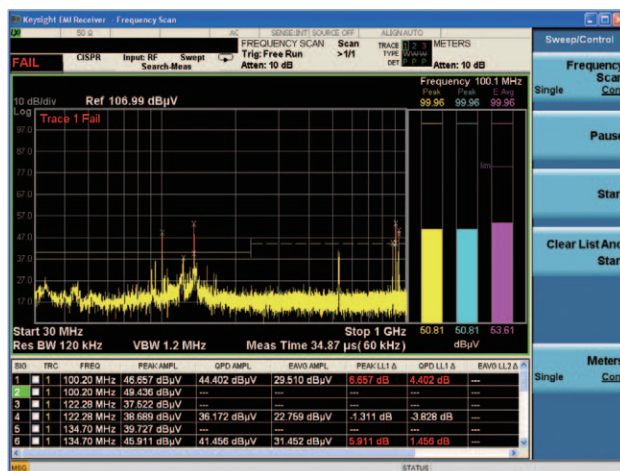 Keysight EMI Receiver - Frequency Scan
50 Ω AC SENSE:INT SOURCE OFF ALIGN AUTO
FREQUENCY SCAN Scan TRACE 1 2 3 METERS
CISPR Input: RF Swept Trig: Free Run >1/1 TYPE
FAIL Search-Meas Atten: 10 dB DET P P P Atten: 10 dB
Frequency 100.1 MHz
Peak Peak E Avg
10 dB/div Ref 106.99 dBµV 99.96 99.96 99.96
Log
Trace 1 Fail
97.0
87.0
77.0
67.0
57.0
47.0
37.0
27.0
17.0
lim
Start 30 MHz Stop 1 GHz
Res BW 120 kHz VBW 1.2 MHz Meas Time 34.87 µs (60 kHz)
50.81 50.81 53.61
dBµV
SIG TRC FREQ PEAK AMPL QPD AMPL EAVG AMPL PEAK LL1 Δ QPD LL1 Δ EAVG LL2 Δ
1 1 100.20 MHz 46.657 dBµV 44.402 dBµV 29.510 dBµV 6.657 dB 4.402 dB ---
2 1 100.20 MHz 49.436 dBµV --- --- --- --- ---
3 1 122.28 MHz 37.522 dBµV --- --- --- --- ---
4 1 122.28 MHz 38.689 dBµV 36.172 dBµV 22.759 dBµV -1.311 dB -3.828 dB ---
5 1 134.70 MHz 39.727 dBµV --- --- --- --- ---
6 1 134.70 MHz 45.911 dBµV 41.456 dBµV 31.452 dBµV 5.911 dB 1.456 dB ---
MSG STATUS
Sweep/Control
Frequency
Scan
Single Con
Pause
Star
Clear List And
Star
Meters
Single Con